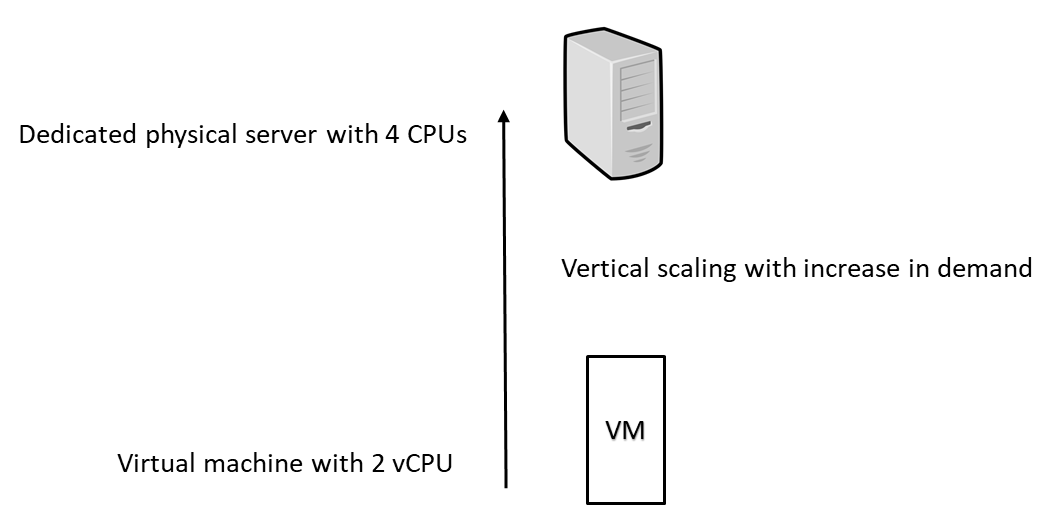 Dedicated physical server with 4 CPUs
Vertical scaling with increase in demand
VM
Virtual machine with 2 vCPU